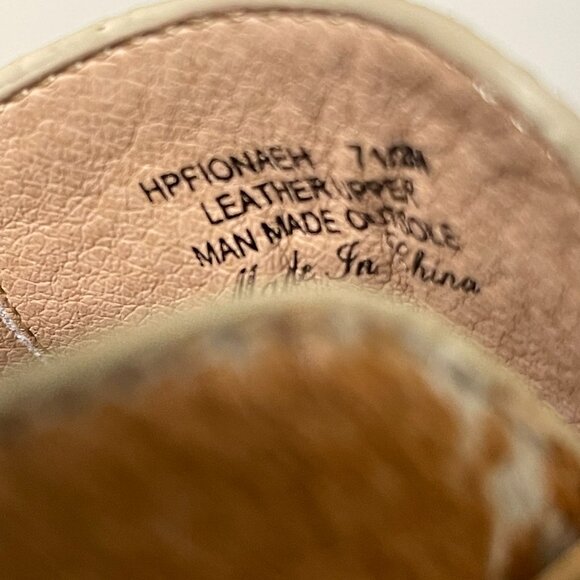 HPFIONAEH 7 1/2M
LEATHER UPPER
MAN MADE OUTSOLE
Made In China